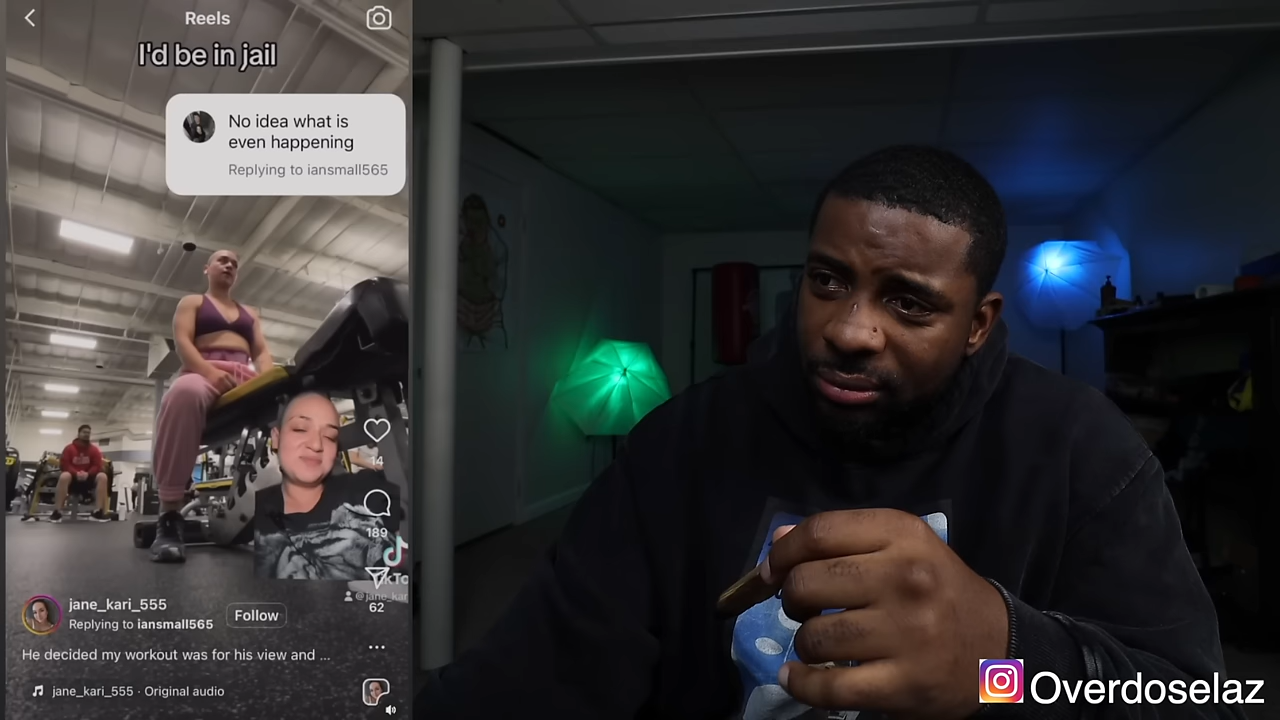 Reels
I'd be in jail
No idea what is
even happening
Replying to iansmall565
189
62
jane_kari_555
Replying to iansmall565
Follow
He decided my workout was for his view and ...
jane_kari_555 · Original audio
Overdoselaz